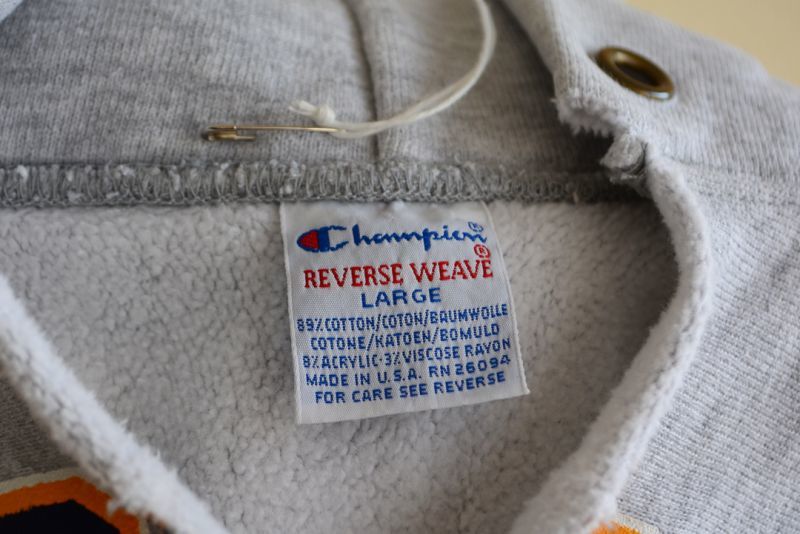 Champion®
REVERSE WEAVE®
LARGE
89%COTTON/COTON/BAUMWOLLE
COTONE/KATOEN/BOMULD
8%ACRYLIC-3%VISCOSE RAYON
MADE IN U.S.A. RN 26094
FOR CARE SEE REVERSE